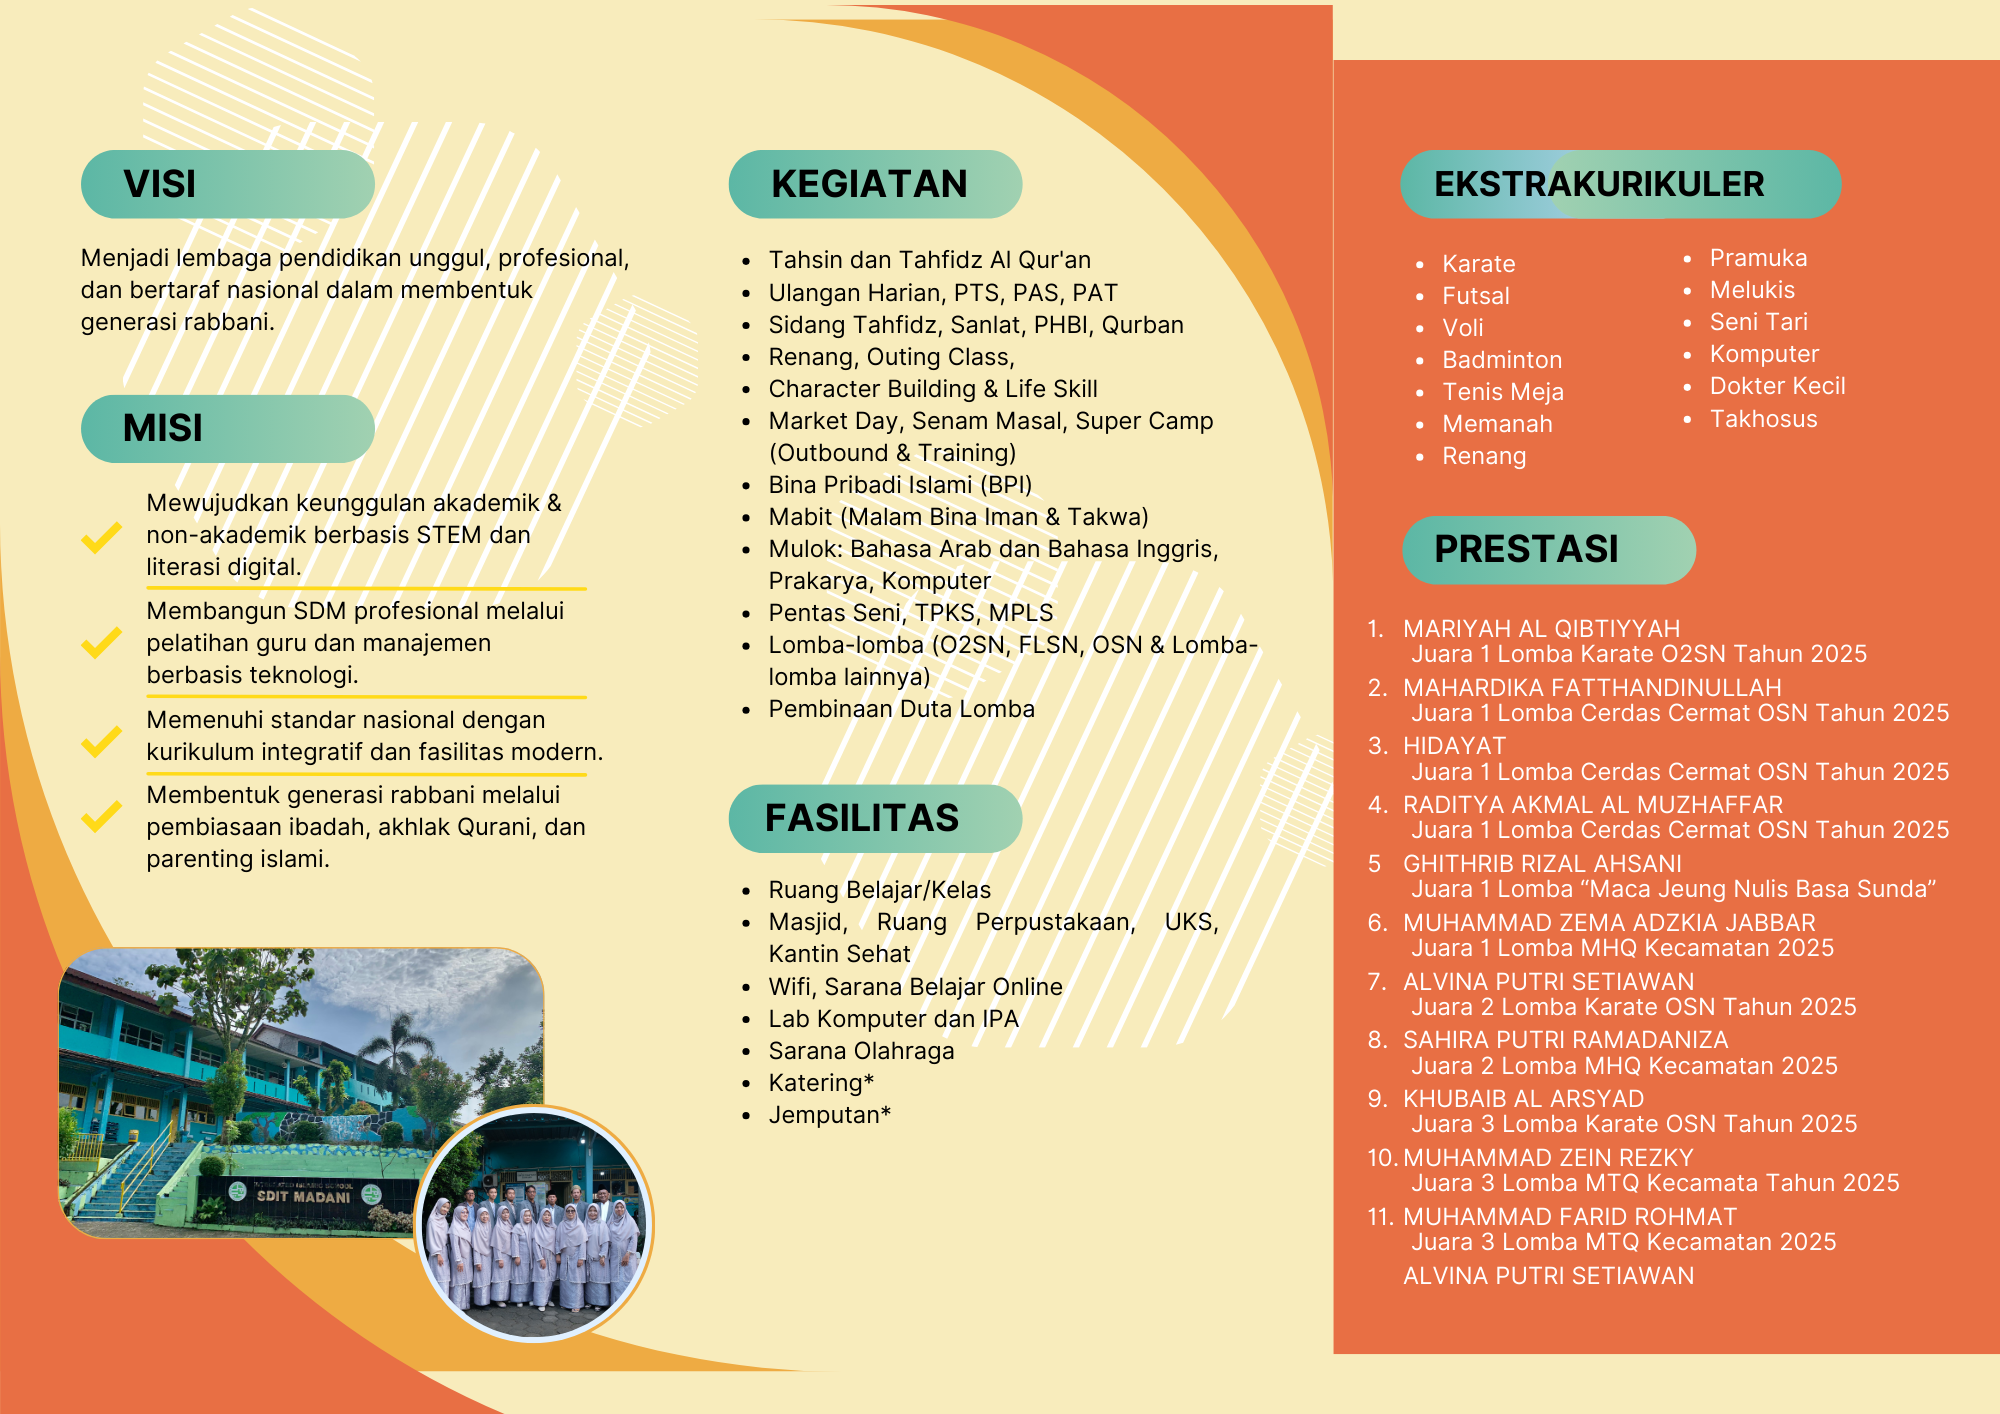 VISI
Menjadi lembaga pendidikan unggul, profesional,
dan bertaraf nasional dalam membentuk
generasi rabbani.
MISI
Mewujudkan keunggulan akademik &
non-akademik berbasis STEM dan
literasi digital.
Membangun SDM profesional melalui
pelatihan guru dan manajemen
berbasis teknologi.
Memenuhi standar nasional dengan
kurikulum integratif dan fasilitas modern.
Membentuk generasi rabbani melalui
pembiasaan ibadah, akhlak Qurani, dan
parenting islami.
SDIT MADANI
KEGIATAN
• Tahsin dan Tahfidz Al Qur'an
• Ulangan Harian, PTS, PAS, PAT
• Sidang Tahfidz, Sanlat, PHBI, Qurban
• Renang, Outing Class,
• Character Building & Life Skill
• Market Day, Senam Masal, Super Camp
(Outbound & Training)
• Bina Pribadi Islami (BPI)
• Mabit (Malam Bina Iman & Takwa)
• Mulok: Bahasa Arab dan Bahasa Inggris,
Prakarya, Komputer
• Pentas Seni, TPKS, MPLS
• Lomba-lomba (O2SN, FLSN, OSN & Lomba-
lomba lainnya)
• Pembinaan Duta Lomba
FASILITAS
• Ruang Belajar/Kelas
• Masjid, Ruang Perpustakaan, UKS,
Kantin Sehat
• Wifi, Sarana Belajar Online
• Lab Komputer dan IPA
• Sarana Olahraga
• Katering*
• Jemputan*
EKSTRAKURIKULER
• Karate
• Futsal
• Voli
• Badminton
• Tenis Meja
• Memanah
• Renang
• Pramuka
• Melukis
• Seni Tari
• Komputer
• Dokter Kecil
• Takhosus
PRESTASI
1. MARIYAH AL QIBTIYYAH
Juara 1 Lomba Karate O2SN Tahun 2025
2. MAHARDIKA FATTHANDINULLAH
Juara 1 Lomba Cerdas Cermat OSN Tahun 2025
3. HIDAYAT
Juara 1 Lomba Cerdas Cermat OSN Tahun 2025
4. RADITYA AKMAL AL MUZHAFFAR
Juara 1 Lomba Cerdas Cermat OSN Tahun 2025
5 GHITHRIB RIZAL AHSANI
Juara 1 Lomba “Maca Jeung Nulis Basa Sunda”
6. MUHAMMAD ZEMA ADZKIA JABBAR
Juara 1 Lomba MHQ Kecamatan 2025
7. ALVINA PUTRI SETIAWAN
Juara 2 Lomba Karate OSN Tahun 2025
8. SAHIRA PUTRI RAMADANIZA
Juara 2 Lomba MHQ Kecamatan 2025
9. KHUBAIB AL ARSYAD
Juara 3 Lomba Karate OSN Tahun 2025
10. MUHAMMAD ZEIN REZKY
Juara 3 Lomba MTQ Kecamata Tahun 2025
11. MUHAMMAD FARID ROHMAT
Juara 3 Lomba MTQ Kecamatan 2025
ALVINA PUTRI SETIAWAN